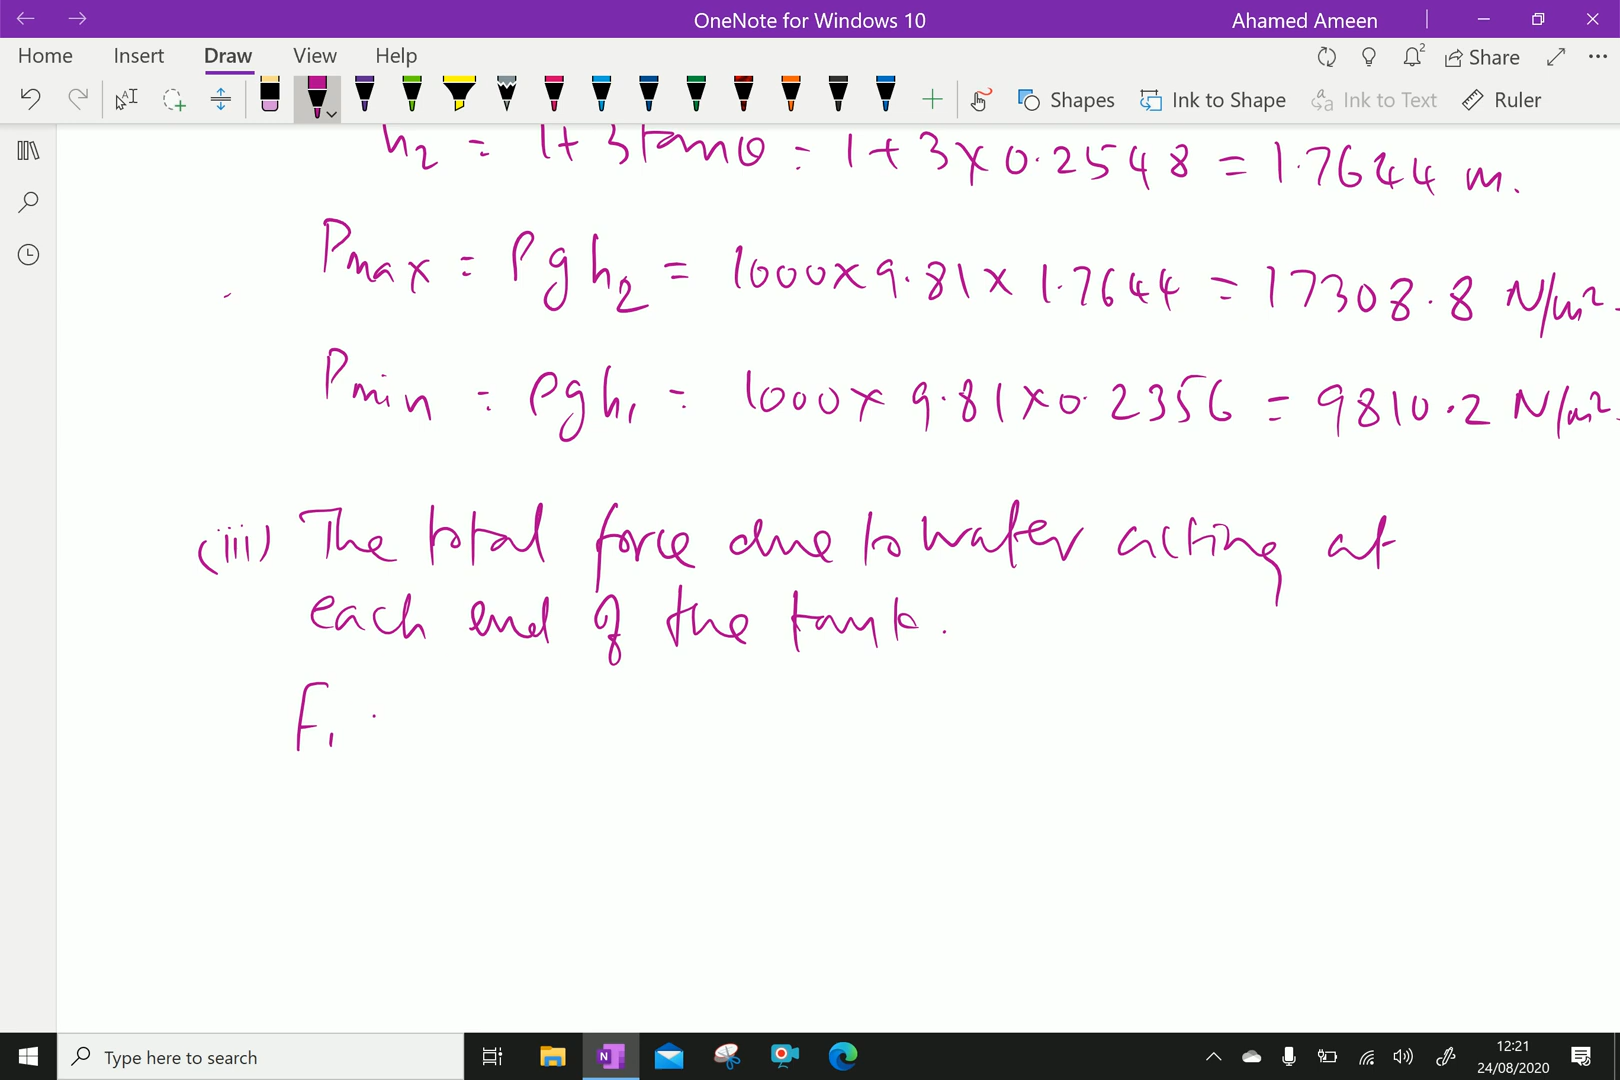 OneNote for Windows 10
Ahamed Ameen
Home Insert Draw View Help
2 Share
Shapes Ink to Shape Ink to Text Ruler
h2 = 1+3tanθ = 1+3×0.2548 = 1.7644 m.
Pmax = ρgh2 = 1000×9.81×1.7644 = 17308.8 N/m².
Pmin = ρgh1 = 1000×9.81×0.2356 = 9810.2 N/m².
(iii) The total force due to water acting at
each end of the tank.
F1
Type here to search
12:21
24/08/2020